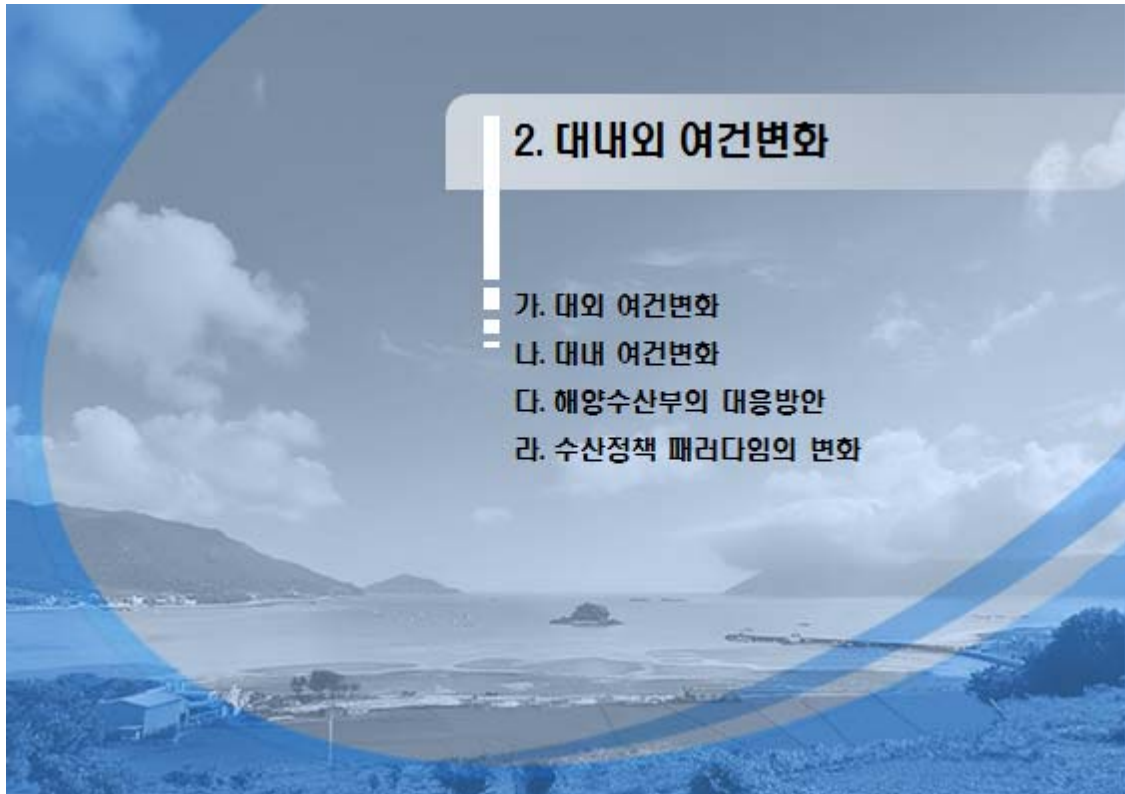 2. 대내외 여건변화
가. 대외 여건변화
나. 대내 여건변화
다. 해양수산부의 대응방안
라. 수산정책 패러다임의 변화